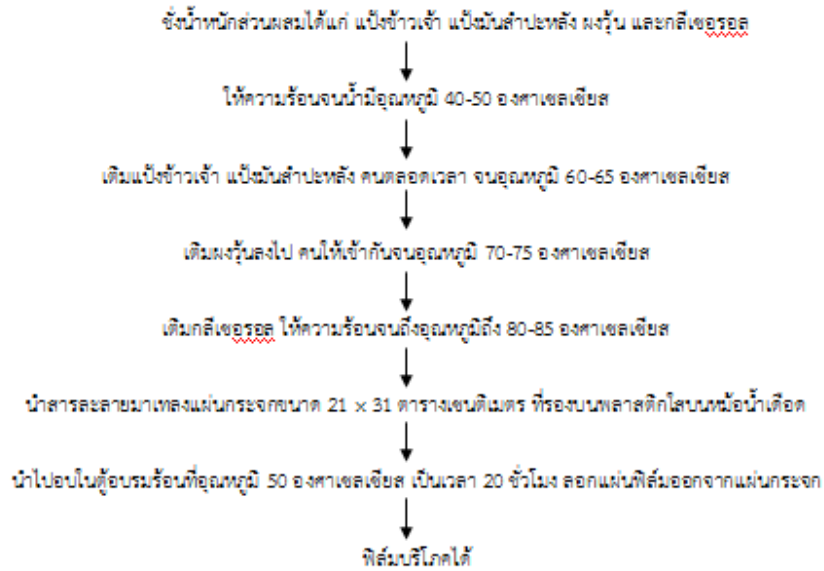 ชั่งน้ำหนักส่วนผสมได้แก่ แป้งข้าวเจ้า แป้งมันสำปะหลัง ผงวุ้น และกลีเซอรอล
ให้ความร้อนจนน้ำมีอุณหภูมิ 40-50 องศาเซลเซียส
เติมแป้งข้าวเจ้า แป้งมันสำปะหลัง คนตลอดเวลา จนอุณหภูมิ 60-65 องศาเซลเซียส
เติมผงวุ้นลงไป คนให้เข้ากันจนอุณหภูมิ 70-75 องศาเซลเซียส
เติมกลีเซอรอล ให้ความร้อนจนถึงอุณหภูมิถึง 80-85 องศาเซลเซียส
นำสารละลายมาเทลงแผ่นกระจกขนาด 21 × 31 ตารางเซนติเมตร ที่รองบนพลาสติกใสบนหม้อน้ำเดือด
นำไปอบในตู้อบรมร้อนที่อุณหภูมิ 50 องศาเซลเซียส เป็นเวลา 20 ชั่วโมง ลอกแผ่นฟิล์มออกจากแผ่นกระจก
ฟิล์มบริโภคได้